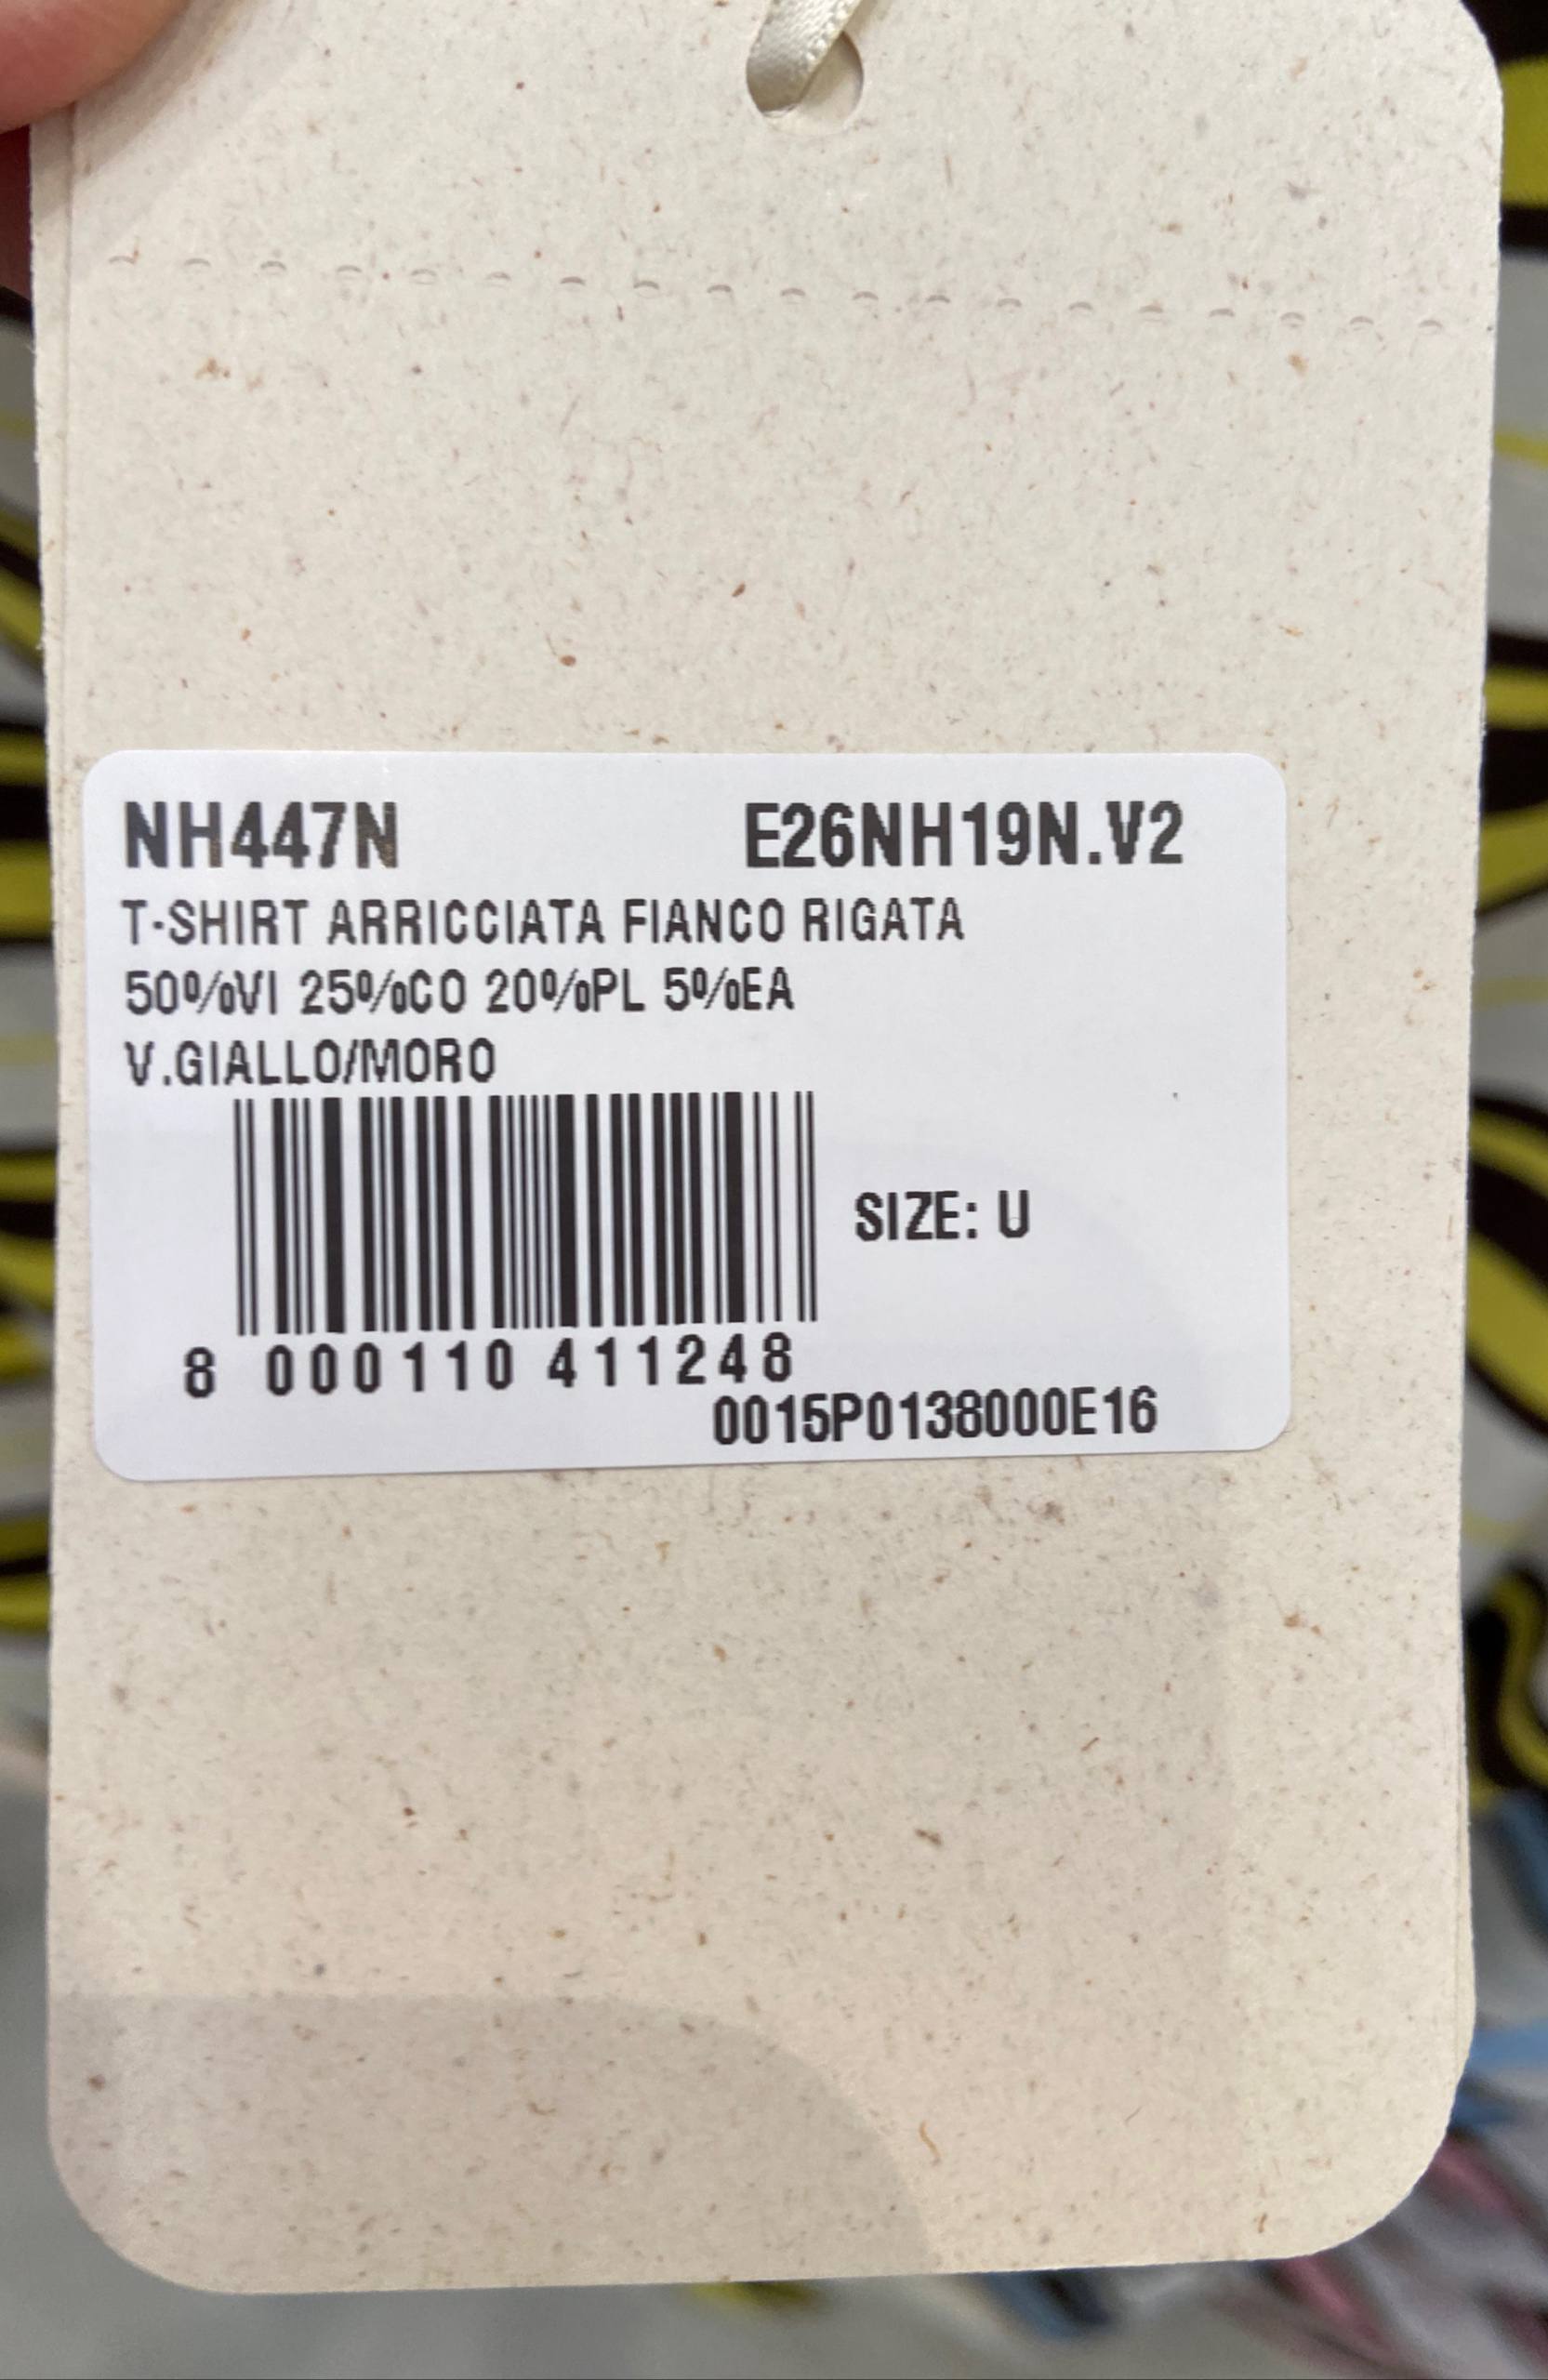 NH447N E26NH19N.V2
T-SHIRT ARRICCIATA FIANCO RIGATA
50%VI 25%CO 20%PL 5%EA
V.GIALLO/MORO
SIZE: U
8 000110 411248
0015P0138000E16